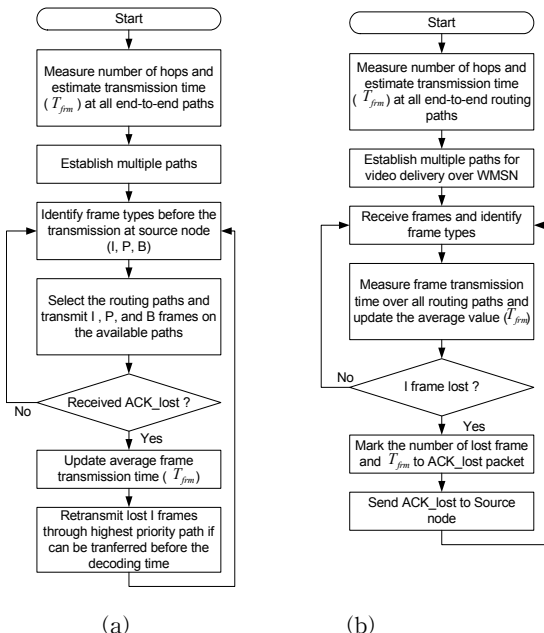 Start
Measure number of hops and
estimate transmission time
( T_frm ) at all end-to-end paths
Establish multiple paths
Identify frame types before the
transmission at source node
(I, P, B)
Select the routing paths and
transmit I , P, and B frames on
the available paths
Received ACK_lost ?
No
Yes
Update average frame
transmission time ( T_frm )
Retransmit lost I frames
through highest priority path if
can be tranferred before the
decoding time
(a)
Start
Measure number of hops and
estimate transmission time
( T_frm ) at all end-to-end routing
paths
Establish multiple paths for
video delivery over WMSN
Receive frames and identify
frame types
Measure frame transmission
time over all routing paths and
update the average value (T_frm)
I frame lost ?
No
Yes
Mark the number of lost frame
and T_frm to ACK_lost packet
Send ACK_lost to Source
node
(b)